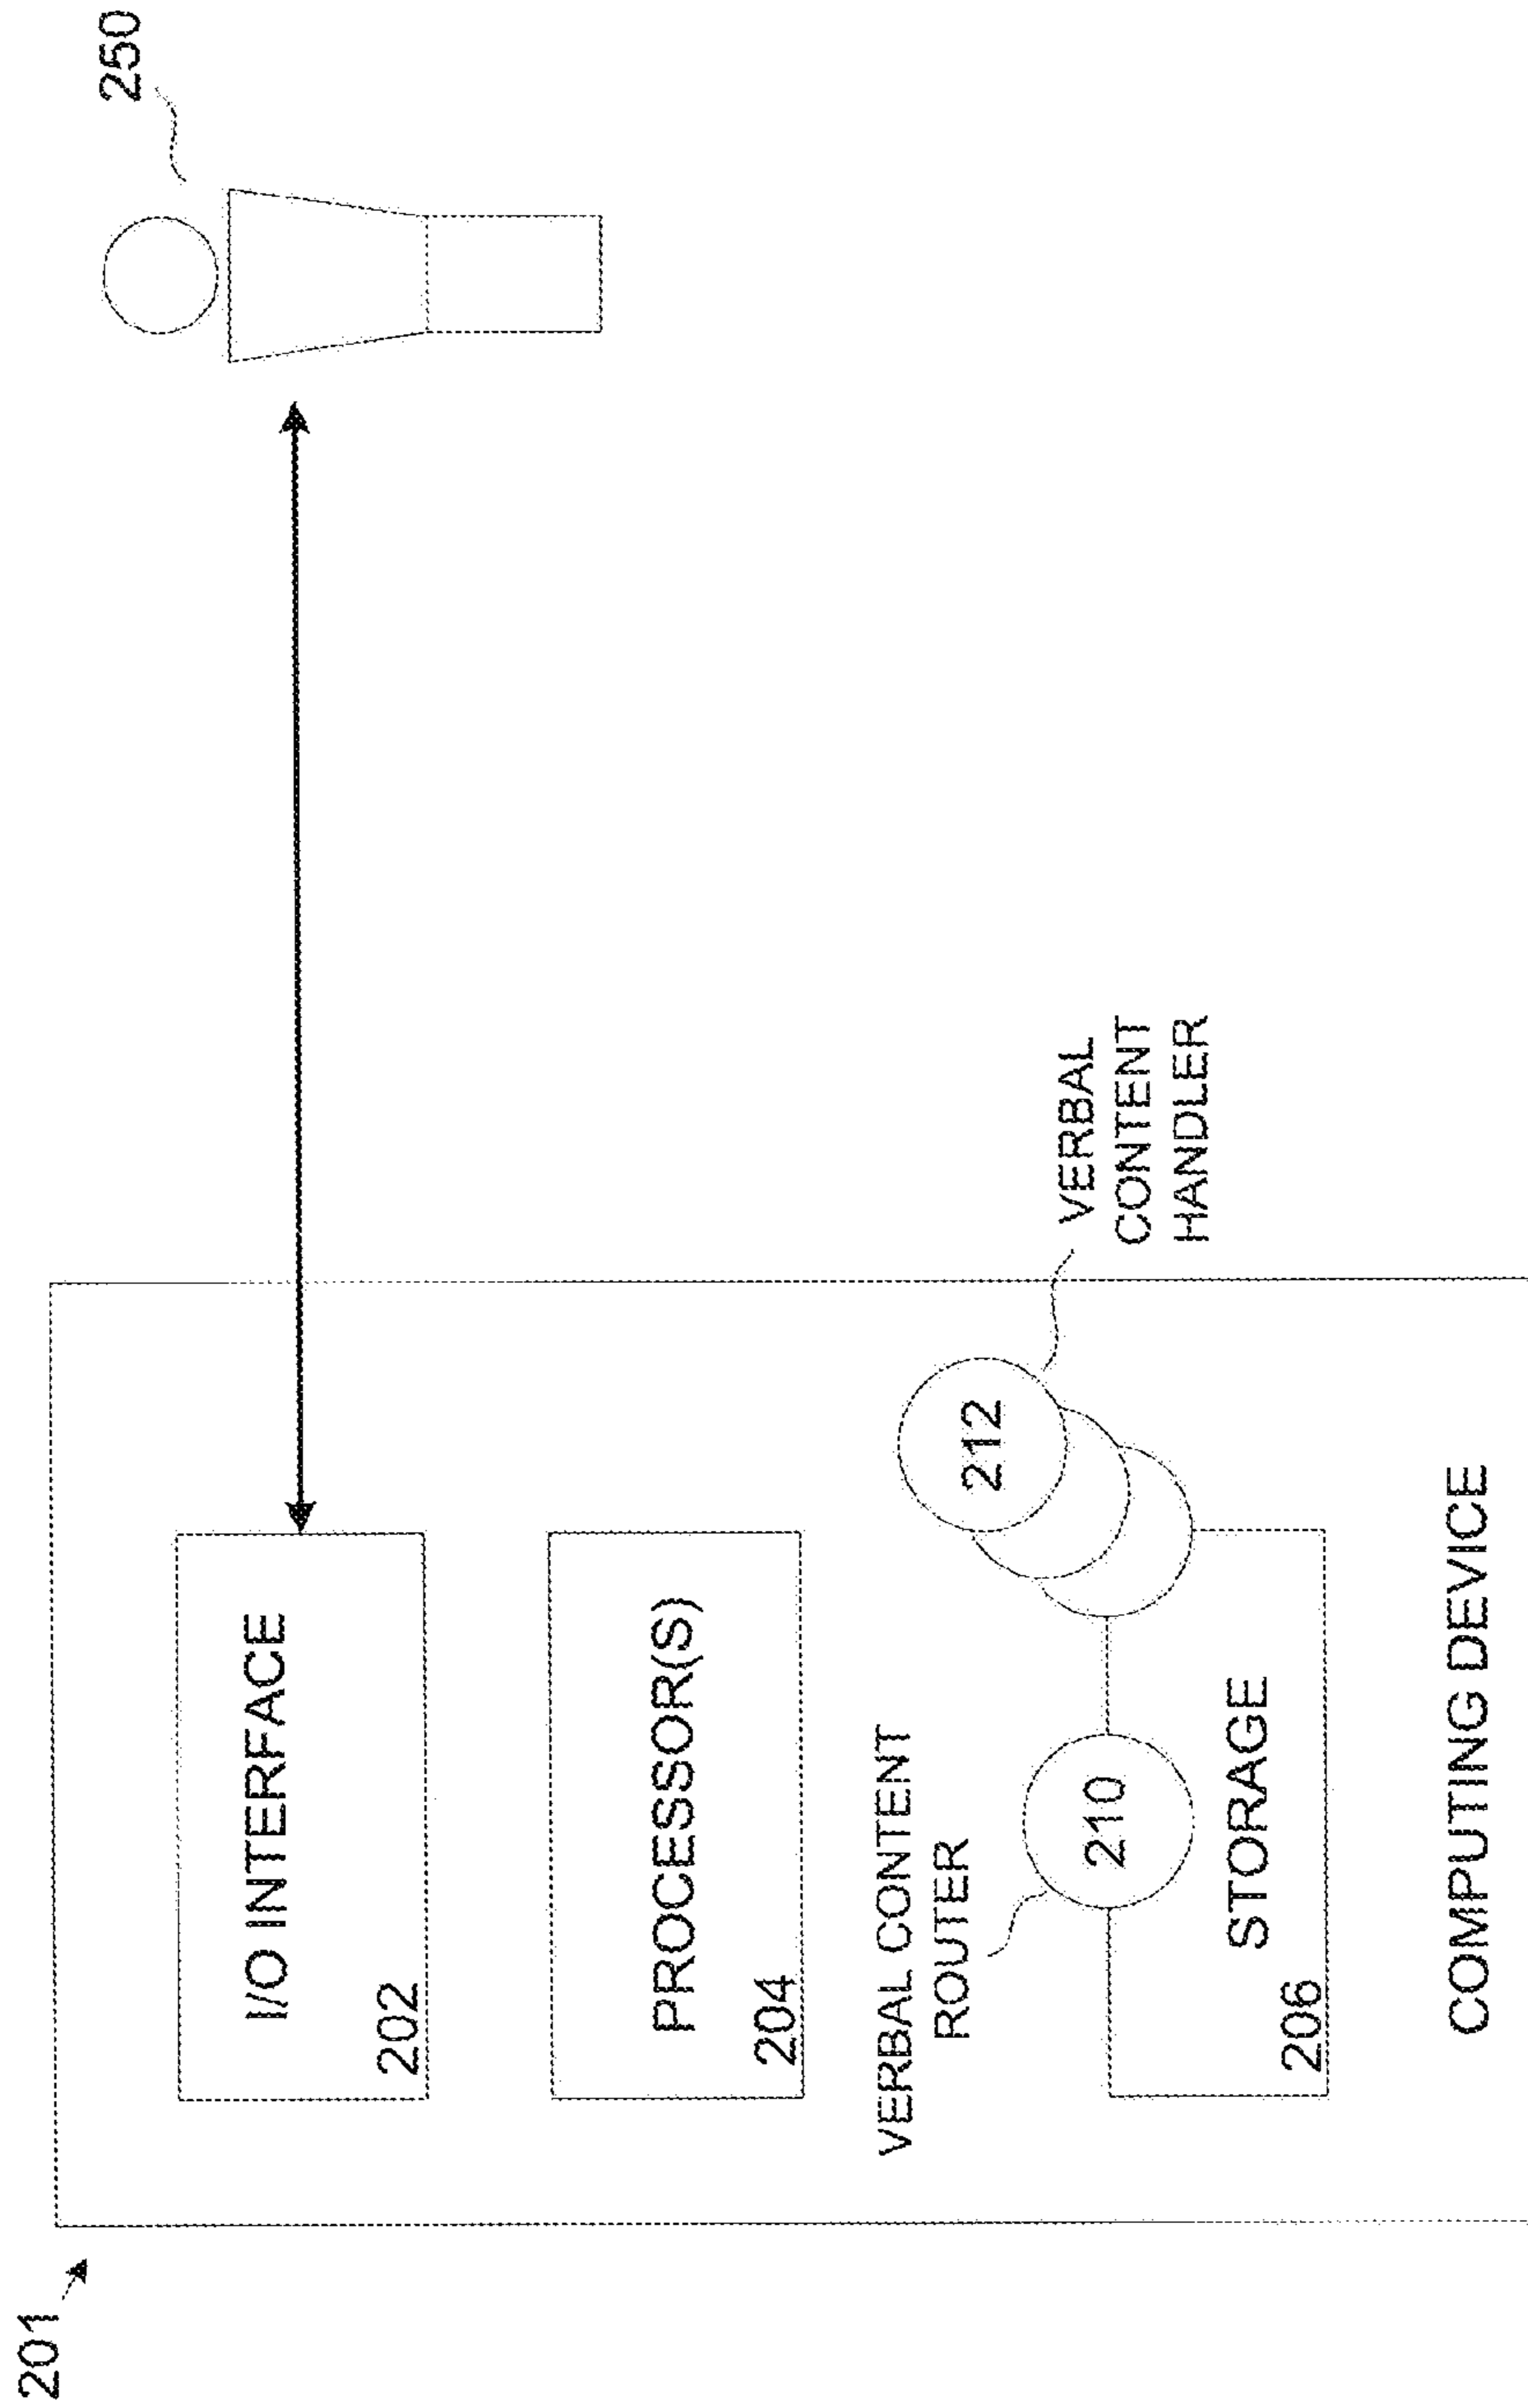 201
I/O INTERFACE
202
PROCESSOR(S)
204
VERBAL CONTENT
ROUTER
210
212
VERBAL
CONTENT
HANDLER
STORAGE
206
COMPUTING DEVICE
250